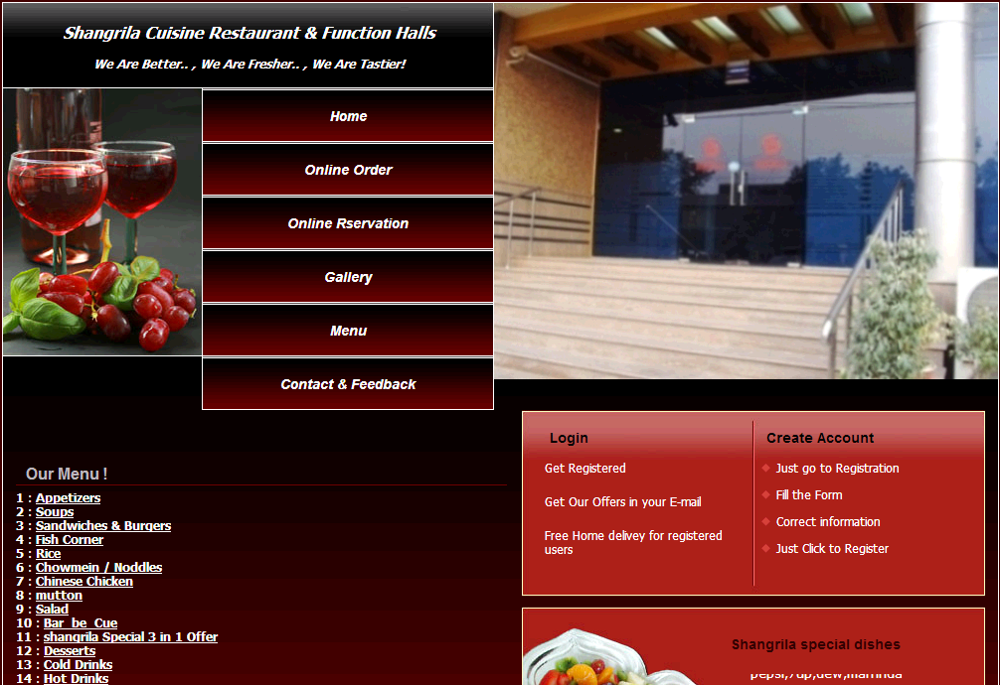 Shangrila Cuisine Restaurant & Function Halls
We Are Better.. , We Are Fresher.. , We Are Tastier!
Home
Online Order
Online Rservation
Gallery
Menu
Contact & Feedback
Our Menu !
1 : Appetizers
2 : Soups
3 : Sandwiches & Burgers
4 : Fish Corner
5 : Rice
6 : Chowmein / Noddles
7 : Chinese Chicken
8 : mutton
9 : Salad
10 : Bar_be_Cue
11 : shangrila Special 3 in 1 Offer
12 : Desserts
13 : Cold Drinks
14 : Hot Drinks
Login
Get Registered
Get Our Offers in your E-mail
Free Home delivey for registered
users
Create Account
Just go to Registration
Fill the Form
Correct information
Just Click to Register
Shangrila special dishes
pepsi,7up,dew,marinda